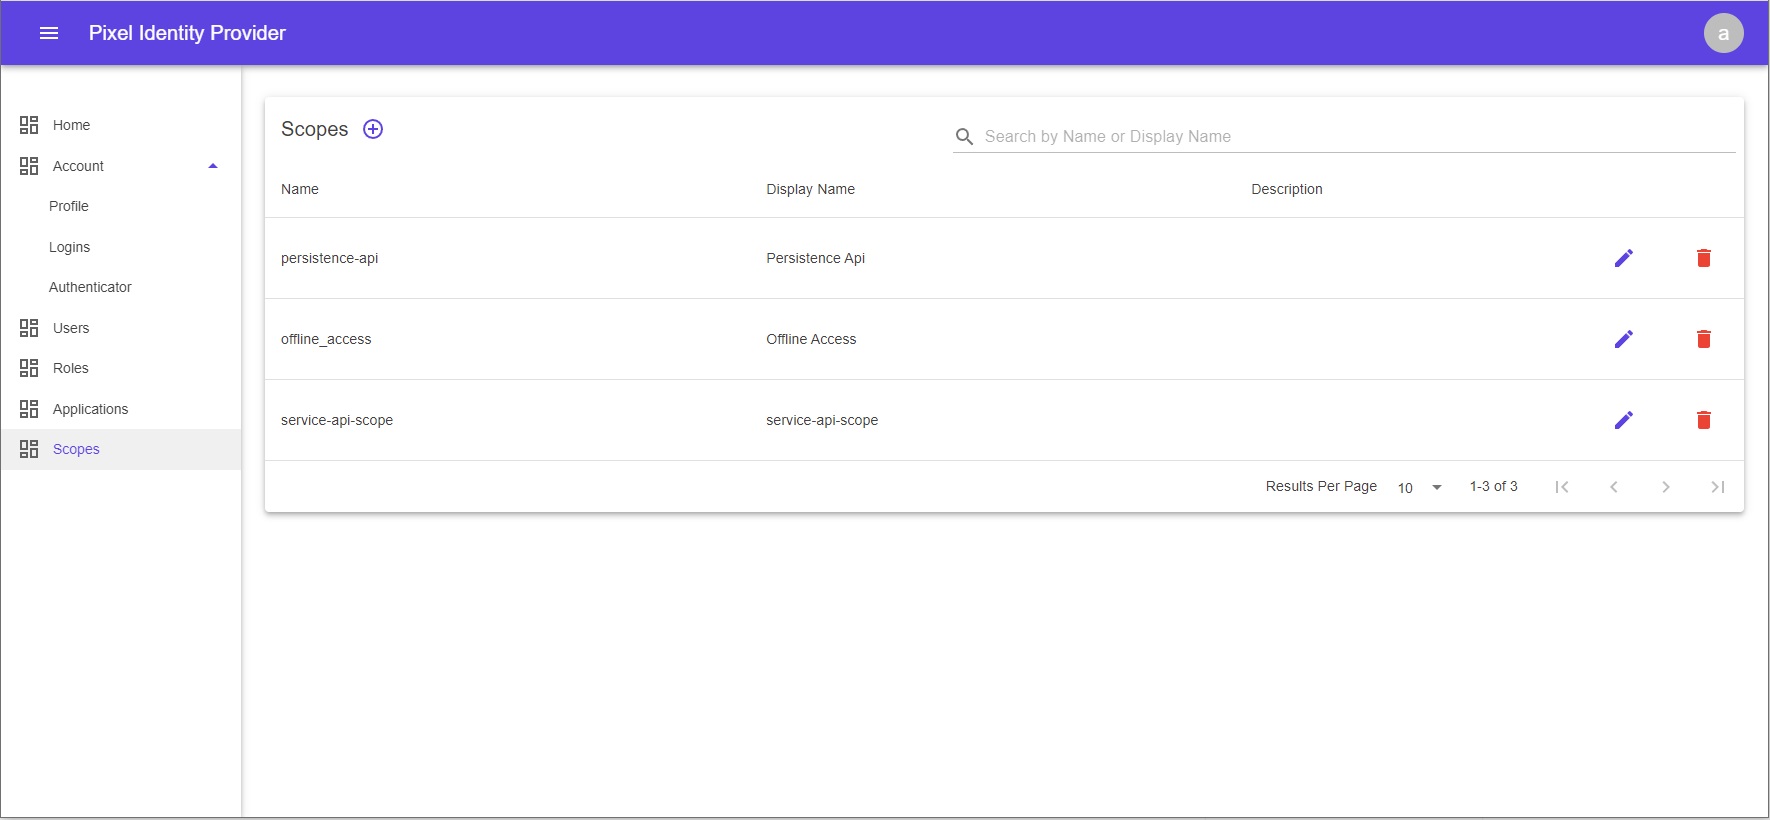 Pixel Identity Provider
a
Home
Account
Profile
Logins
Authenticator
Users
Roles
Applications
Scopes
Scopes
Search by Name or Display Name
Name Display Name Description
persistence-api Persistence Api
offline_access Offline Access
service-api-scope service-api-scope
Results Per Page 10 1-3 of 3